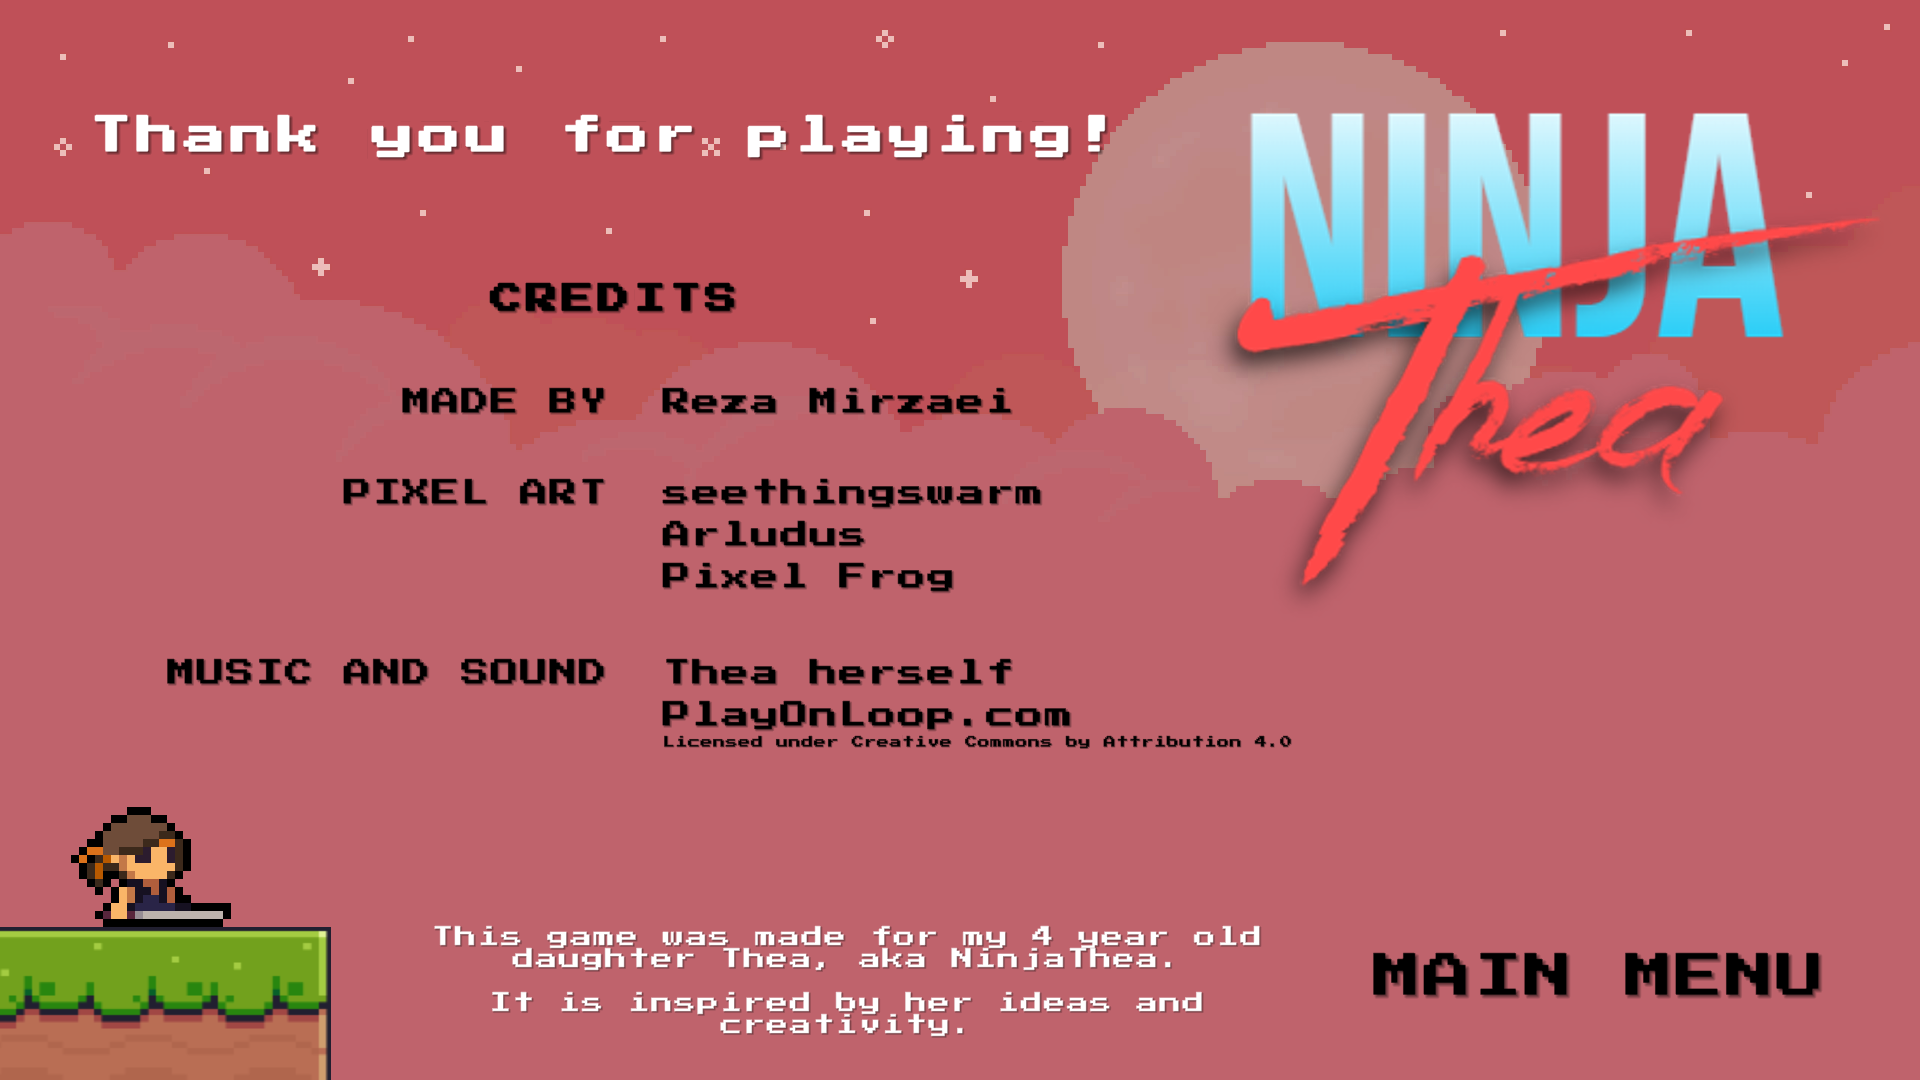 Thank you for playing!
NINJA
Thea
CREDITS
MADE BY Reza Mirzaei
PIXEL ART seethingswarm
Arludus
Pixel Frog
MUSIC AND SOUND Thea herself
PlayOnLoop.com
Licensed under Creative Commons by Attribution 4.0
This game was made for my 4 year old
daughter Thea, aka NinjaThea.
It is inspired by her ideas and
creativity.
MAIN MENU